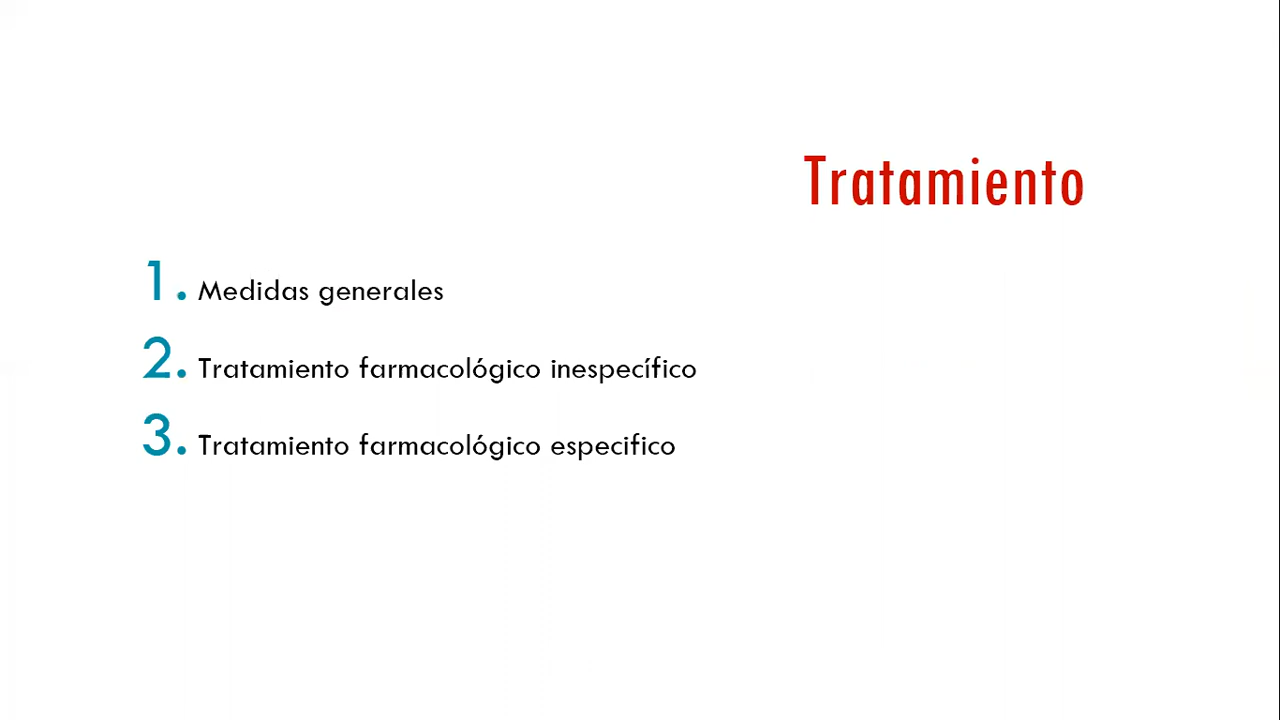 Tratamiento
1. Medidas generales
2. Tratamiento farmacológico inespecífico
3. Tratamiento farmacológico especifico